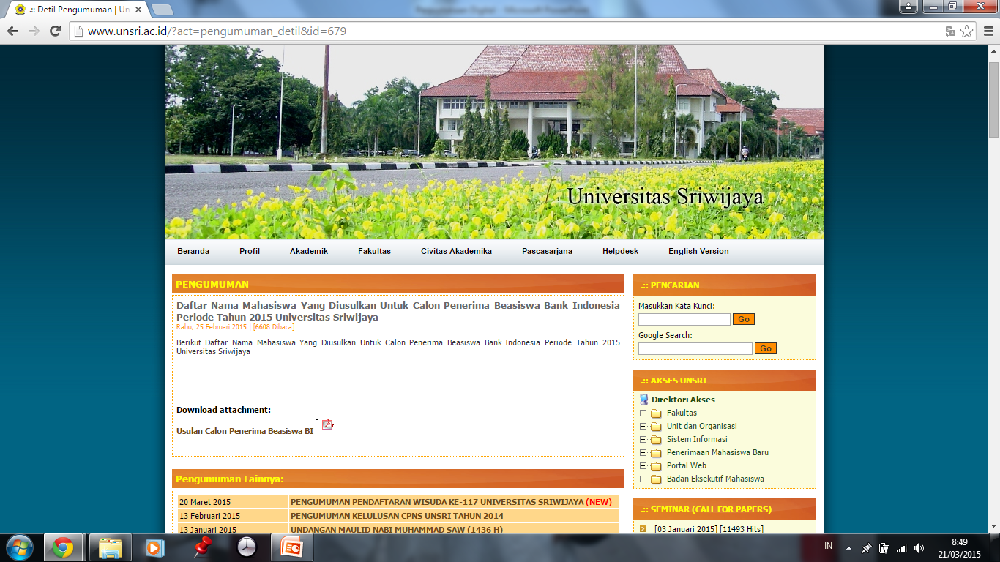 .:: Detil Pengumuman | Un
www.unsri.ac.id/?act=pengumuman_detil&id=679
Universitas Sriwijaya
Beranda Profil Akademik Fakultas Civitas Akademika Pascasarjana Helpdesk English Version
PENGUMUMAN
Daftar Nama Mahasiswa Yang Diusulkan Untuk Calon Penerima Beasiswa Bank Indonesia
Periode Tahun 2015 Universitas Sriwijaya
Rabu, 25 Februari 2015 | [6608 Dibaca]
Berikut Daftar Nama Mahasiswa Yang Diusulkan Untuk Calon Penerima Beasiswa Bank Indonesia Periode Tahun 2015
Universitas Sriwijaya
Download attachment:
Usulan Calon Penerima Beasiswa BI
Pengumuman Lainnya:
20 Maret 2015 PENGUMUMAN PENDAFTARAN WISUDA KE-117 UNIVERSITAS SRIWIJAYA (NEW)
13 Februari 2015 PENGUMUMAN KELULUSAN CPNS UNSRI TAHUN 2014
13 Januari 2015 UNDANGAN MAULID NABI MUHAMMAD SAW (1436 H)
.:: PENCARIAN
Masukkan Kata Kunci:
Go
Google Search:
Go
.:: AKSES UNSRI
Direktori Akses
Fakultas
Unit dan Organisasi
Sistem Informasi
Penerimaan Mahasiswa Baru
Portal Web
Badan Eksekutif Mahasiswa
.:: SEMINAR (CALL FOR PAPERS)
[03 Januari 2015] [11493 Hits]
IN
8:49
21/03/2015